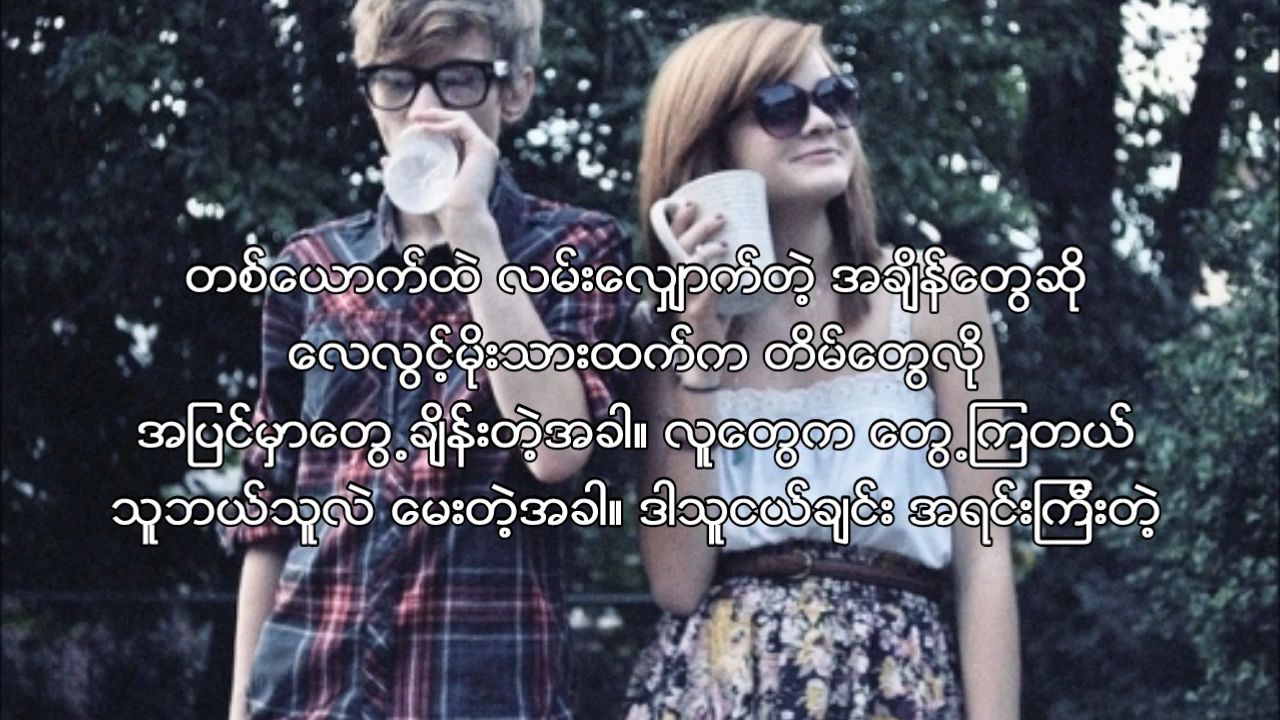 တစ်ယောက်ထဲ လမ်းလျှောက်တဲ့ အချိန်တွေဆို
လေလွင့်မိုးသားထက်က တိမ်တွေလို
အပြင်မှာတွေ့ ချိန်းတဲ့အခါ။ လူတွေက တွေ့ကြတယ်
သူဘယ်သူလဲ မေးတဲ့အခါ။ ဒါသူငယ်ချင်း အရင်းကြီးတဲ့